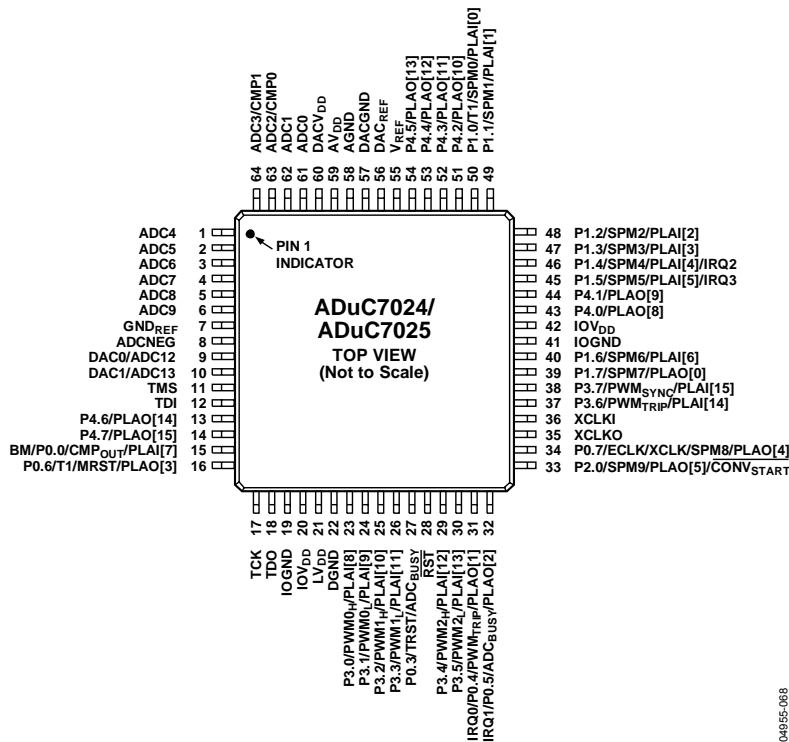 64 ADC3/CMP1
63 ADC2/CMP0
62 ADC1
61 ADC0
60 DACVDD
59 AVDD
58 AGND
57 DACGND
56 DACREF
55 VREF
54 P4.5/PLAO[13]
53 P4.4/PLAO[12]
52 P4.3/PLAO[11]
51 P4.2/PLAO[10]
50 P1.0/T1/SPM0/PLAI[0]
49 P1.1/SPM1/PLAI[1]
ADC4 1
ADC5 2
ADC6 3
ADC7 4
ADC8 5
ADC9 6
GNDREF 7
ADCNEG 8
DAC0/ADC12 9
DAC1/ADC13 10
TMS 11
TDI 12
P4.6/PLAO[14] 13
P4.7/PLAO[15] 14
BM/P0.0/CMPOUT/PLAI[7] 15
P0.6/T1/MRST/PLAO[3] 16
PIN 1
INDICATOR
ADuC7024/
ADuC7025
TOP VIEW
(Not to Scale)
48 P1.2/SPM2/PLAI[2]
47 P1.3/SPM3/PLAI[3]
46 P1.4/SPM4/PLAI[4]/IRQ2
45 P1.5/SPM5/PLAI[5]/IRQ3
44 P4.1/PLAO[9]
43 P4.0/PLAO[8]
42 IOVDD
41 IOGND
40 P1.6/SPM6/PLAI[6]
39 P1.7/SPM7/PLAO[0]
38 P3.7/PWMSYNC/PLAI[15]
37 P3.6/PWMTRIP/PLAI[14]
36 XCLKI
35 XCLKO
34 P0.7/ECLK/XCLK/SPM8/PLAO[4]
33 P2.0/SPM9/PLAO[5]/CONVSTART
TCK 17
TDO 18
IOGND 19
IOVDD 20
LVDD 21
DGND 22
P3.0/PWM0H/PLAI[8] 23
P3.1/PWM0L/PLAI[9] 24
P3.2/PWM1H/PLAI[10] 25
P3.3/PWM1L/PLAI[11] 26
P0.3/TRST/ADCBUSY 27
RST 28
P3.4/PWM2H/PLAI[12] 29
P3.5/PWM2L/PLAI[13] 30
IRQ0/P0.4/PWMTRIP/PLAO[1] 31
IRQ1/P0.5/ADCBUSY/PLAO[2] 32
04955-068